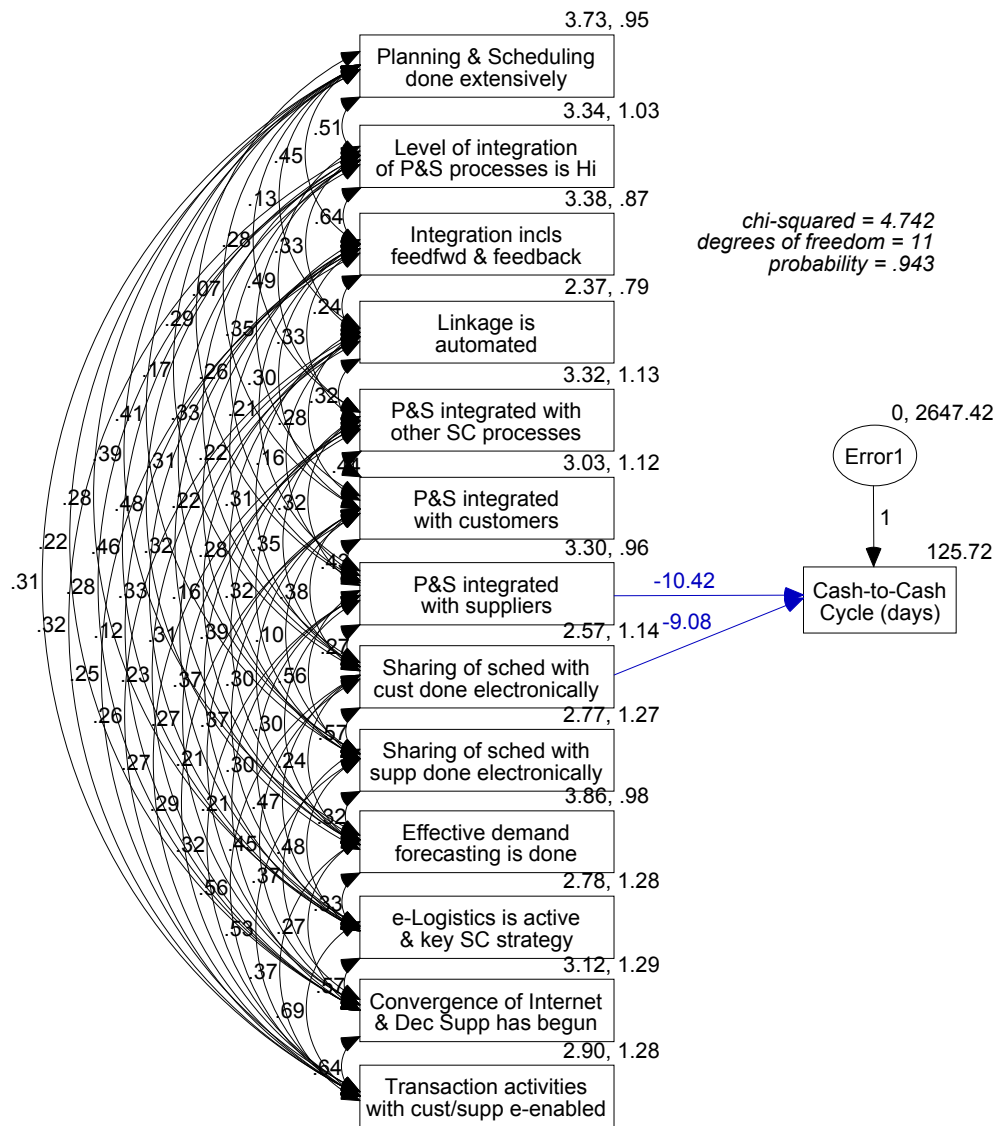 3.73, .95
Planning & Scheduling
done extensively
3.34, 1.03
.51
Level of integration
of P&S processes is Hi
.45
3.38, .87
.13
.64
Integration incls
feedfwd & feedback
chi-squared = 4.742
degrees of freedom = 11
probability = .943
.28
.33
2.37, .79
.07
.49
.24
Linkage is
automated
.29
.35
.33
3.32, 1.13
.17
.26
.30
.32
P&S integrated with
other SC processes
.41
.33
.21
.28
3.03, 1.12
0, 2647.42
Error1
.39
.31
.22
.16
P&S integrated
with customers
1
.28
.48
.22
.31
.32
3.30, .96
125.72
.22
.46
.32
.28
.35
P&S integrated
with suppliers
-10.42
Cash-to-Cash
Cycle (days)
.31
.28
.33
.16
.32
.38
2.57, 1.14
-9.08
.32
.12
.31
.39
.10
.27
Sharing of sched with
cust done electronically
.25
.23
.37
.30
.56
2.77, 1.27
.26
.27
.37
.30
.57
Sharing of sched with
supp done electronically
.27
.21
.30
.24
3.86, .98
.29
.21
.47
.32
Effective demand
forecasting is done
.32
.45
.48
2.78, 1.28
.56
.37
.33
e-Logistics is active
& key SC strategy
.53
.27
3.12, 1.29
.37
.57
Convergence of Internet
& Dec Supp has begun
.69
2.90, 1.28
.64
Transaction activities
with cust/supp e-enabled